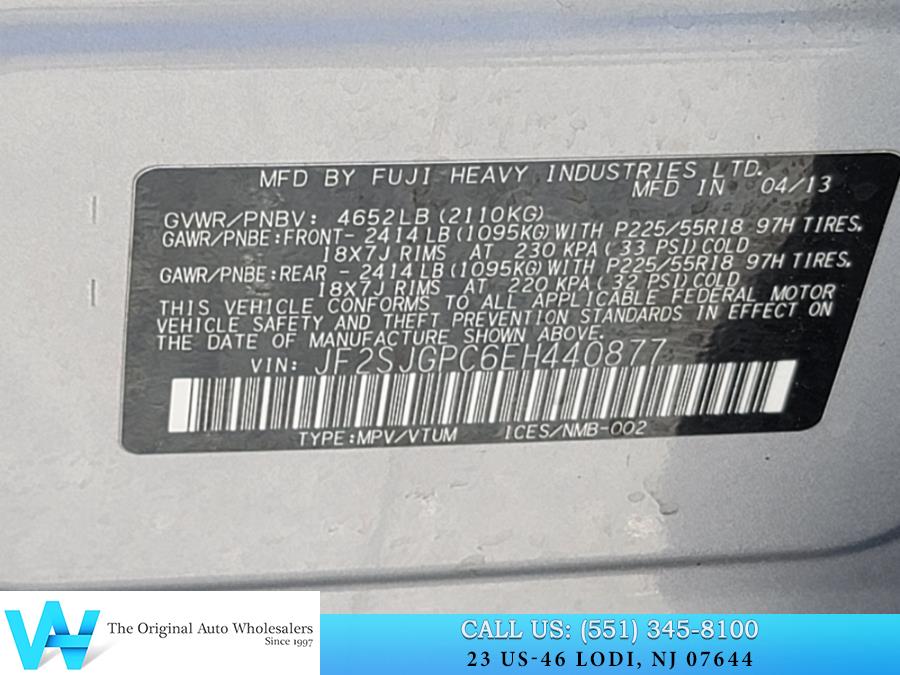 MFD BY FUJI HEAVY INDUSTRIES LTD.
MFD IN 04/13
GVWR/PNBV: 4652LB (2110KG)
GAWR/PNBE:FRONT- 2414LB (1095KG) WITH P225/55R18 97H TIRES.
18X7J RIMS AT 230 KPA ( 33 PSI) COLD
GAWR/PNBE:REAR - 2414LB (1095KG) WITH P225/55R18 97H TIRES.
18X7J RIMS AT 220 KPA ( 32 PSI) COLD
THIS VEHICLE CONFORMS TO ALL APPLICABLE FEDERAL MOTOR
VEHICLE SAFETY AND THEFT PREVENTION STANDARDS IN EFFECT ON
THE DATE OF MANUFACTURE SHOWN ABOVE.
VIN: JF2SJGPC6EH440877
TYPE:MPV/VTUM ICES/NMB-002
The Original Auto Wholesalers
Since 1997
CALL US: (551) 345-8100
23 US-46 LODI, NJ 07644